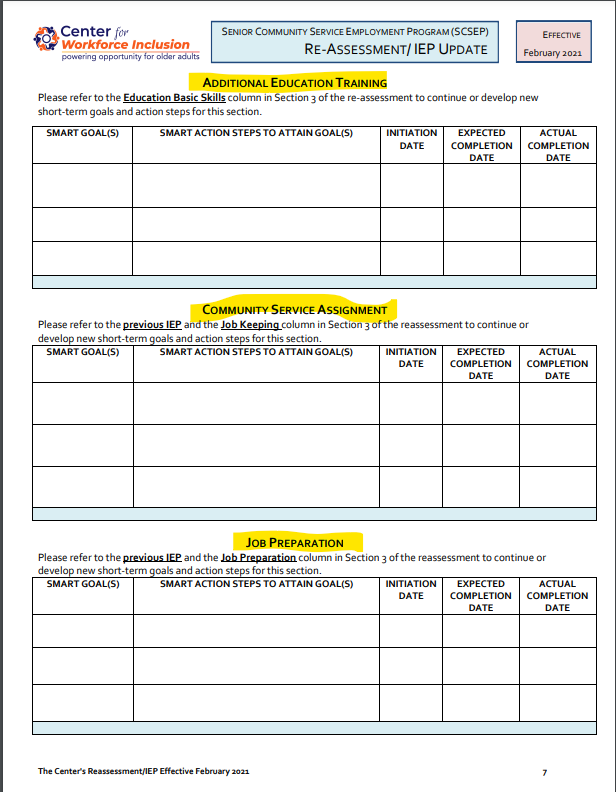 Center for
Workforce Inclusion
powering opportunity for older adults
SENIOR COMMUNITY SERVICE EMPLOYMENT PROGRAM (SCSEP)
RE-ASSESSMENT/ IEP UPDATE
EFFECTIVE
February 2021
ADDITIONAL EDUCATION TRAINING
Please refer to the Education Basic Skills column in Section 3 of the re-assessment to continue or develop new
short-term goals and action steps for this section.
SMART GOAL(S) SMART ACTION STEPS TO ATTAIN GOAL(S) INITIATION EXPECTED ACTUAL
DATE COMPLETION COMPLETION
DATE DATE
COMMUNITY SERVICE ASSIGNMENT
Please refer to the previous IEP and the Job Keeping column in Section 3 of the reassessment to continue or
develop new short-term goals and action steps for this section.
SMART GOAL(S) SMART ACTION STEPS TO ATTAIN GOAL(S) INITIATION EXPECTED ACTUAL
DATE COMPLETION COMPLETION
DATE DATE
JOB PREPARATION
Please refer to the previous IEP and the Job Preparation column in Section 3 of the reassessment to continue or
develop new short-term goals and action steps for this section.
SMART GOAL(S) SMART ACTION STEPS TO ATTAIN GOAL(S) INITIATION EXPECTED ACTUAL
DATE COMPLETION COMPLETION
DATE DATE
The Center's Reassessment/IEP Effective February 2021 7